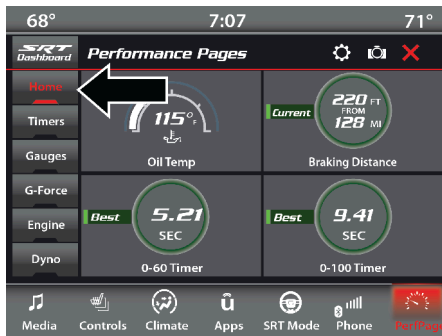 68° 7:07 71°
SRT Dashboard Performance Pages
Home
Timers
Gauges
G-Force
Engine
Dyno
115°F
Oil Temp
Current 220 FT
FROM
128 MI
Braking Distance
Best 5.21
SEC
0-60 Timer
Best 9.41
SEC
0-100 Timer
Media Controls Climate û Apps SRT Mode Phone PerfPage